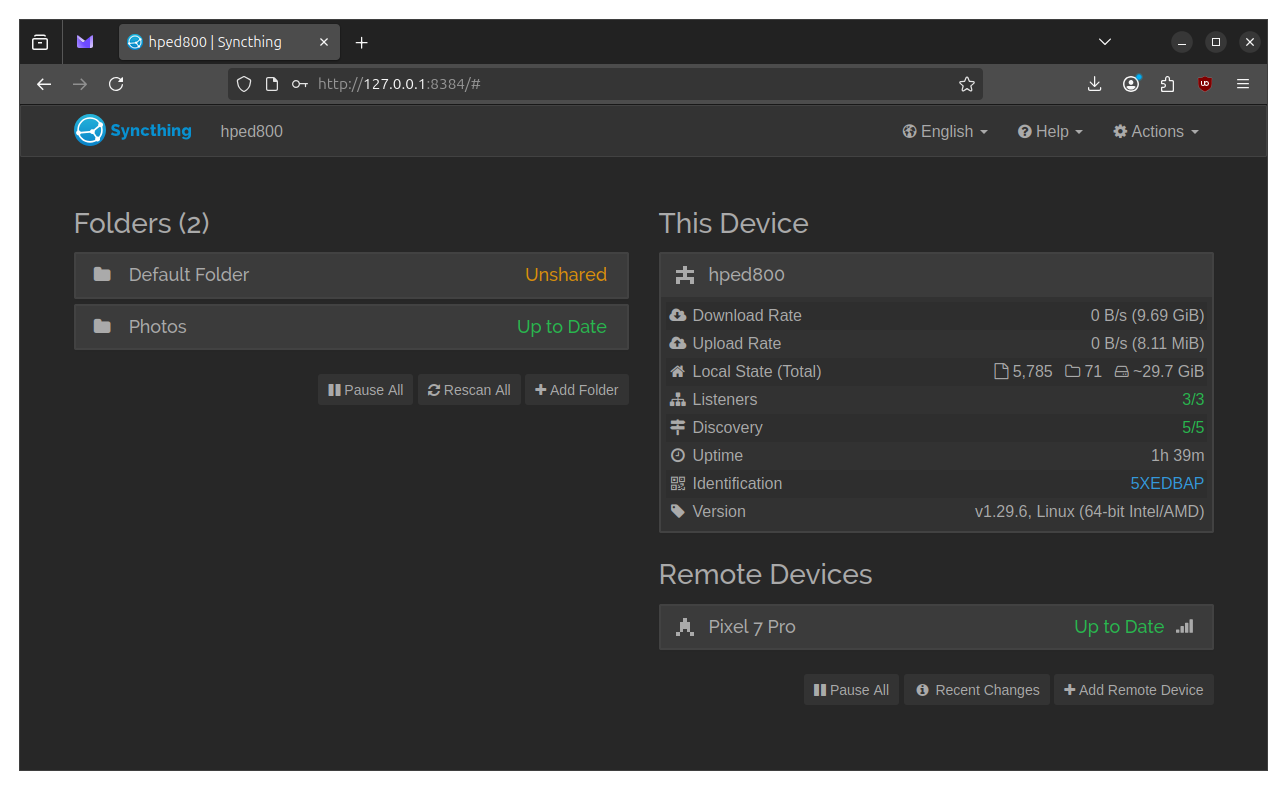 hped800 | Syncthing
http://127.0.0.1:8384/#
Syncthing hped800 English Help Actions
Folders (2)
Default Folder Unshared
Photos Up to Date
Pause All Rescan All Add Folder
This Device
hped800
Download Rate 0 B/s (9.69 GiB)
Upload Rate 0 B/s (8.11 MiB)
Local State (Total) 5,785 71 ~29.7 GiB
Listeners 3/3
Discovery 5/5
Uptime 1h 39m
Identification 5XEDBAP
Version v1.29.6, Linux (64-bit Intel/AMD)
Remote Devices
Pixel 7 Pro Up to Date
Pause All Recent Changes Add Remote Device